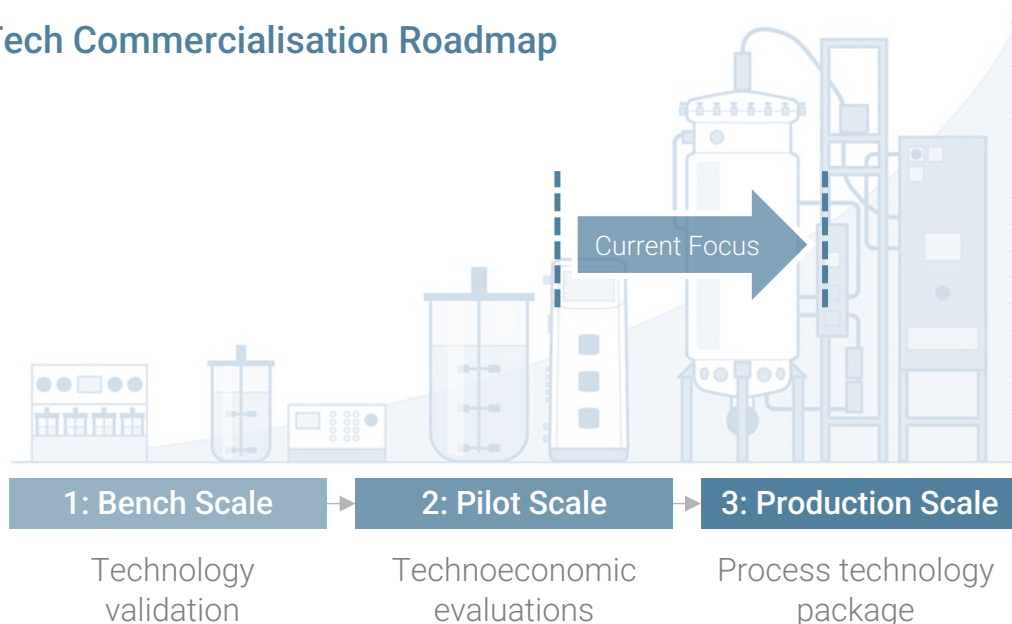 Tech Commercialisation Roadmap
Current Focus
1: Bench Scale
2: Pilot Scale
3: Production Scale
Technology
validation
Technoeconomic
evaluations
Process technology
package